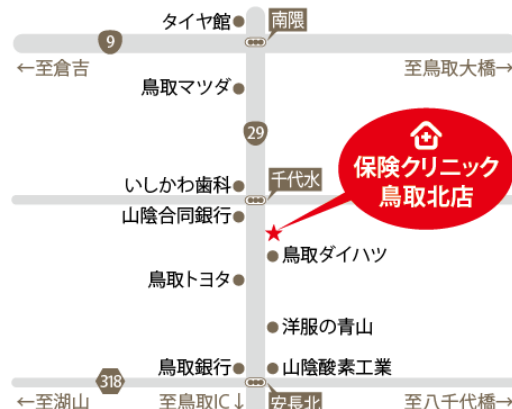 タイヤ館
南隈
9
←至倉吉
至鳥取大橋→
鳥取マツダ
29
保険クリニック
鳥取北店
いしかわ歯科
千代水
山陰合同銀行
鳥取ダイハツ
鳥取トヨタ
洋服の青山
鳥取銀行
山陰酸素工業
318
←至湖山
至鳥取IC↓
安長北
至八千代橋→